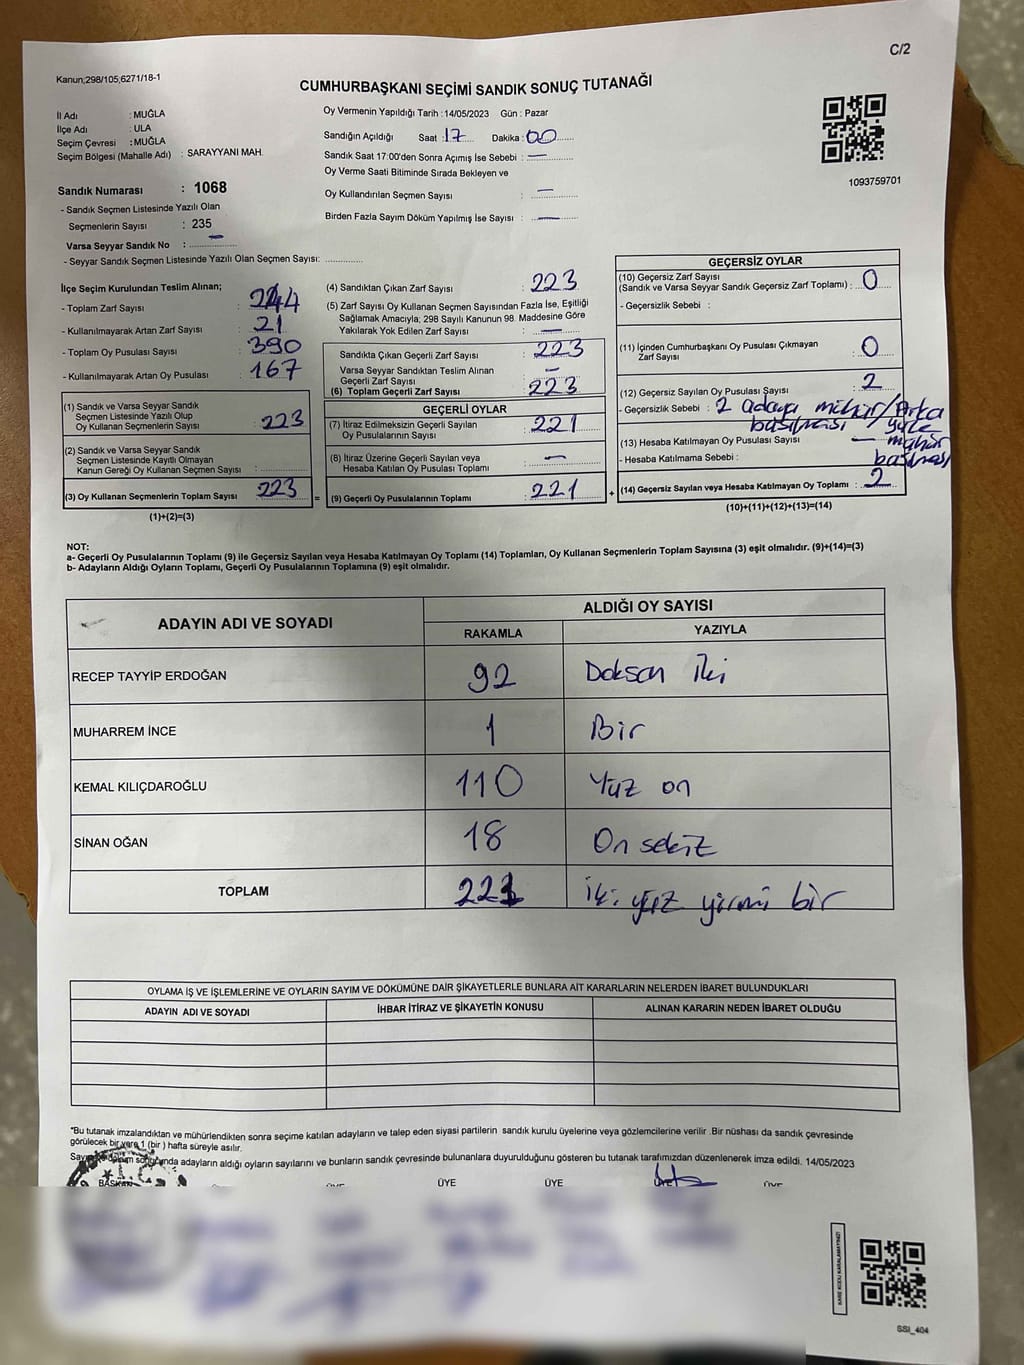 C/2
Kanun;298/105;6271/18-1
CUMHURBAŞKANI SEÇİMİ SANDIK SONUÇ TUTANAĞI
İl Adı : MUĞLA
İlçe Adı : ULA
Seçim Çevresi : MUĞLA
Seçim Bölgesi (Mahalle Adı) : SARAYYANI MAH.
Sandık Numarası : 1068
- Sandık Seçmen Listesinde Yazılı Olan
Seçmenlerin Sayısı : 235
Varsa Seyyar Sandık No : —
- Seyyar Sandık Seçmen Listesinde Yazılı Olan Seçmen Sayısı: ............
Oy Vermenin Yapıldığı Tarih : 14/05/2023 Gün : Pazar
Sandığın Açıldığı Saat : 17 Dakika : 00
Sandık Saat 17:00'den Sonra Açımış İse Sebebi : —
Oy Verme Saati Bitiminde Sırada Bekleyen ve
Oy Kullandırılan Seçmen Sayısı : —
Birden Fazla Sayım Döküm Yapılmış İse Sayısı : —
1093759701
İlçe Seçim Kurulundan Teslim Alınan;
- Toplam Zarf Sayısı : 244
- Kullanılmayarak Artan Zarf Sayısı : 21
- Toplam Oy Pusulası Sayısı : 390
- Kullanılmayarak Artan Oy Pusulası : 167
(1) Sandık ve Varsa Seyyar Sandık
Seçmen Listesinde Yazılı Olup
Oy Kullanan Seçmenlerin Sayısı : 223
(2) Sandık ve Varsa Seyyar Sandık
Seçmen Listesinde Kayıtlı Olmayan
Kanun Gereği Oy Kullanan Seçmen Sayısı :
(3) Oy Kullanan Seçmenlerin Toplam Sayısı : 223 =
(1)+(2)=(3)
(4) Sandıktan Çıkan Zarf Sayısı : 223
(5) Zarf Sayısı Oy Kullanan Seçmen Sayısından Fazla İse, Eşitliği
Sağlamak Amacıyla; 298 Sayılı Kanunun 98. Maddesine Göre
Yakılarak Yok Edilen Zarf Sayısı : —
Sandıkta Çıkan Geçerli Zarf Sayısı : 223
Varsa Seyyar Sandıktan Teslim Alınan
Geçerli Zarf Sayısı : —
(6) Toplam Geçerli Zarf Sayısı : 223
GEÇERLİ OYLAR
(7) İtiraz Edilmeksizin Geçerli Sayılan
Oy Pusulalarının Sayısı : 221
(8) İtiraz Üzerine Geçerli Sayılan veya
Hesaba Katılan Oy Pusulası Toplamı : —
(9) Geçerli Oy Pusulalarının Toplamı : 221 +
GEÇERSİZ OYLAR
(10) Geçersiz Zarf Sayısı
(Sandık ve Varsa Seyyar Sandık Geçersiz Zarf Toplamı) : 0
- Geçersizlik Sebebi :
(11) İçinden Cumhurbaşkanı Oy Pusulası Çıkmayan
Zarf Sayısı : 0
(12) Geçersiz Sayılan Oy Pusulası Sayısı : 2
- Geçersizlik Sebebi : 2 adaya mühür/Arka
basılması yüze
(13) Hesaba Katılmayan Oy Pusulası Sayısı : — mühür
- Hesaba Katılmama Sebebi : basılması
(14) Geçersiz Sayılan veya Hesaba Katılmayan Oy Toplamı : 2
(10)+(11)+(12)+(13)=(14)
NOT:
a- Geçerli Oy Pusulalarının Toplamı (9) ile Geçersiz Sayılan veya Hesaba Katılmayan Oy Toplamı (14) Toplamları, Oy Kullanan Seçmenlerin Toplam Sayısına (3) eşit olmalıdır. (9)+(14)=(3)
b- Adayların Aldığı Oyların Toplamı, Geçerli Oy Pusulalarının Toplamına (9) eşit olmalıdır.
ADAYIN ADI VE SOYADI ALDIĞI OY SAYISI
RAKAMLA YAZIYLA
RECEP TAYYİP ERDOĞAN 92 Doksan İki
MUHARREM İNCE 1 Bir
KEMAL KILIÇDAROĞLU 110 Yüz on
SİNAN OĞAN 18 On sekiz
TOPLAM 221 İki yüz yirmi bir
OYLAMA İŞ VE İŞLEMLERİNE VE OYLARIN SAYIM VE DÖKÜMÜNE DAİR ŞİKAYETLERLE BUNLARA AİT KARARLARIN NELERDEN İBARET BULUNDUKLARI
ADAYIN ADI VE SOYADI İHBAR İTİRAZ VE ŞİKAYETİN KONUSU ALINAN KARARIN NEDEN İBARET OLDUĞU
*Bu tutanak imzalandıktan ve mühürlendikten sonra seçime katılan adayların ve talep eden siyasi partilerin sandık kurulu üyelerine veya gözlemcilerine verilir .Bir nüshası da sandık çevresinde
görülecek bir yere 1 (bir ) hafta süreyle asılır.
adayların aldığı oyların sayılarını ve bunların sandık çevresinde bulunanlara duyurulduğunu gösteren bu tutanak tarafımızdan düzenlenerek imza edildi. 14/05/2023
BAŞKAN ÜYE ÜYE ÜYE ÜYE ÜYE
SSI_404